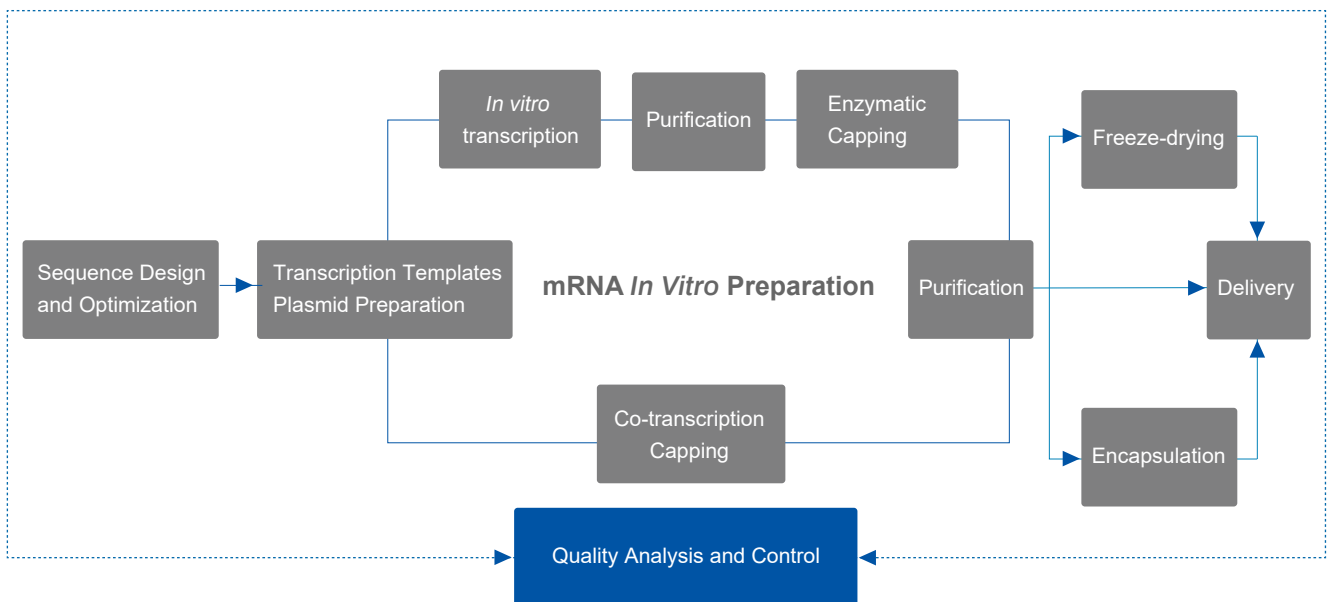 In vitro
transcription
Purification
Enzymatic
Capping
Freeze-drying
Sequence Design
and Optimization
Transcription Templates
Plasmid Preparation
mRNA In Vitro Preparation
Purification
Delivery
Co-transcription
Capping
Encapsulation
Quality Analysis and Control